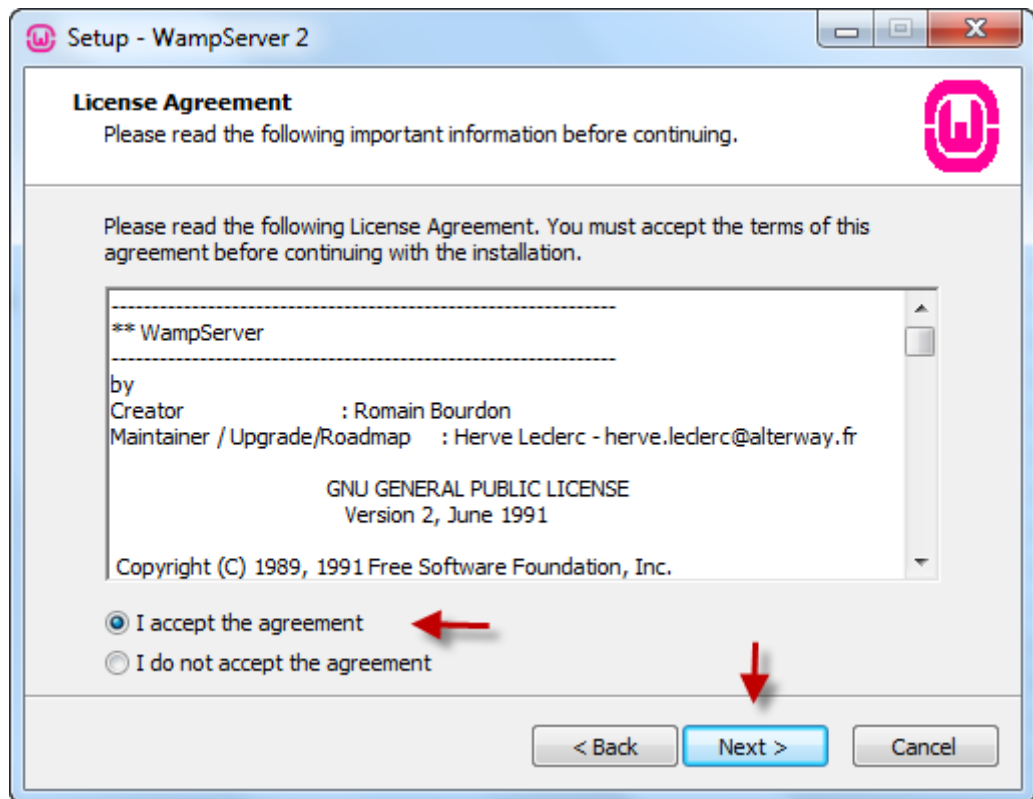 Setup - WampServer 2
License Agreement
Please read the following important information before continuing.
Please read the following License Agreement. You must accept the terms of this
agreement before continuing with the installation.
---------------------------------------------------------------
** WampServer
---------------------------------------------------------------
by
Creator : Romain Bourdon
Maintainer / Upgrade/Roadmap : Herve Leclerc - herve.leclerc@alterway.fr
GNU GENERAL PUBLIC LICENSE
Version 2, June 1991
Copyright (C) 1989, 1991 Free Software Foundation, Inc.
I accept the agreement
I do not accept the agreement
< Back Next > Cancel